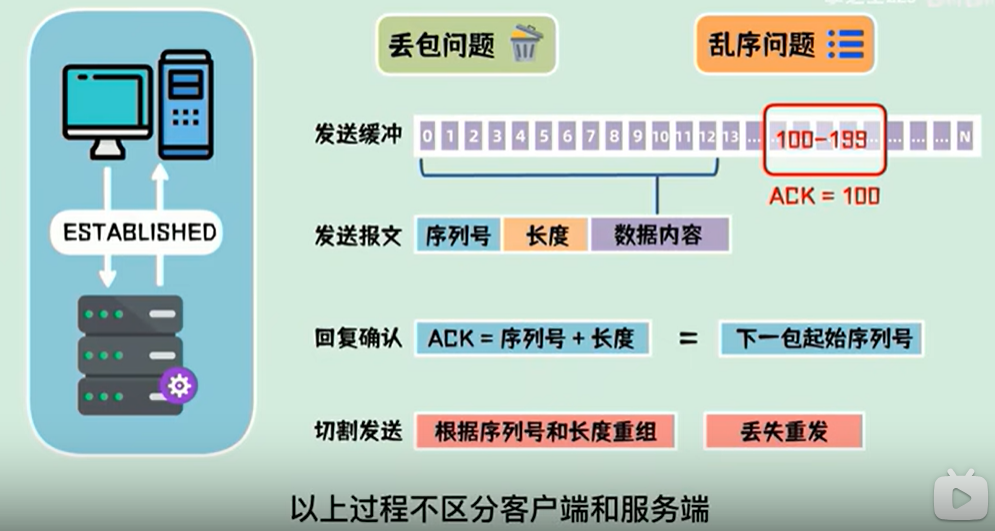 丢包问题
乱序问题
发送缓冲 0 1 2 3 4 5 6 7 8 9 10 11 12 13 ... 100-199 ... ... ... N
ACK = 100
ESTABLISHED
发送报文 序列号 长度 数据内容
回复确认 ACK = 序列号 + 长度 = 下一包起始序列号
切割发送 根据序列号和长度重组 丢失重发
以上过程不区分客户端和服务端